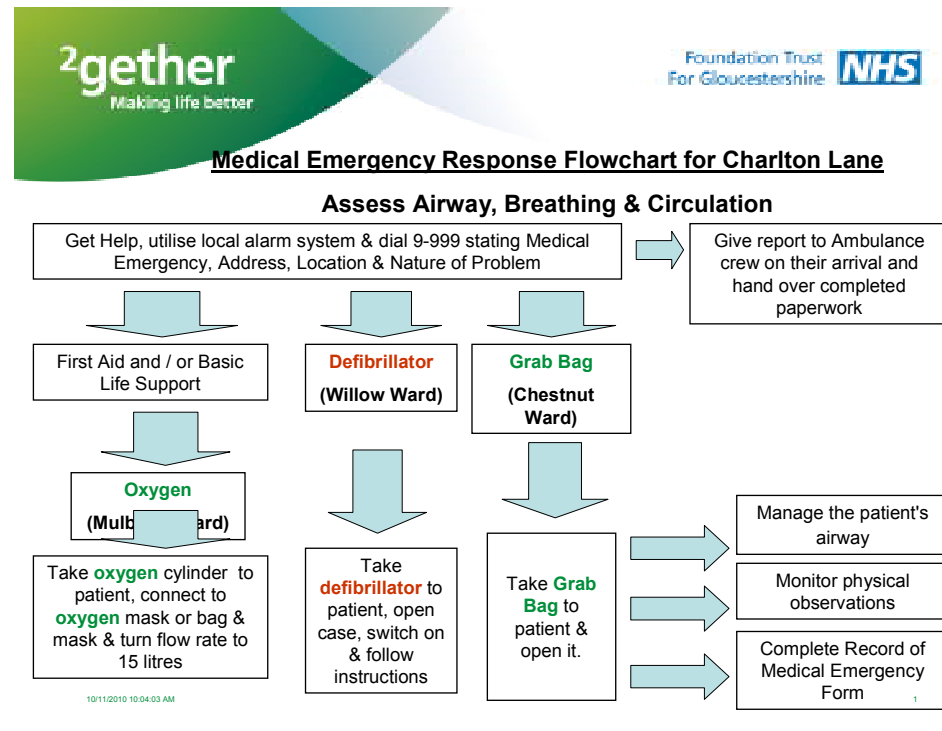 2gether
Making life better
Foundation Trust
For Gloucestershire
NHS
Medical Emergency Response Flowchart for Charlton Lane
Assess Airway, Breathing & Circulation
Get Help, utilise local alarm system & dial 9-999 stating Medical
Emergency, Address, Location & Nature of Problem
Give report to Ambulance
crew on their arrival and
hand over completed
paperwork
First Aid and / or Basic
Life Support
Defibrillator
(Willow Ward)
Grab Bag
(Chestnut
Ward)
Oxygen
(Mulb ard)
Take oxygen cylinder to
patient, connect to
oxygen mask or bag &
mask & turn flow rate to
15 litres
Take
defibrillator to
patient, open
case, switch on
& follow
instructions
Take Grab
Bag to
patient &
open it.
Manage the patient's
airway
Monitor physical
observations
Complete Record of
Medical Emergency
Form
10/11/2010 10:04:03 AM
1